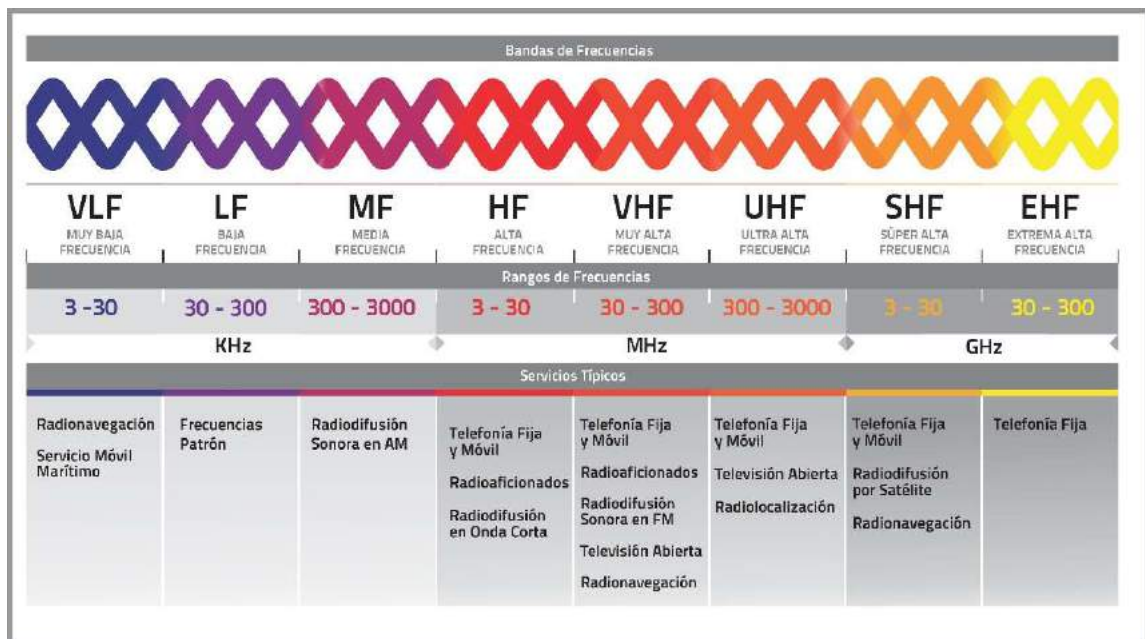 Bandas de Frecuencias
VLF
MUY BAJA
FRECUENCIA
LF
BAJA
FRECUENCIA
MF
MEDIA
FRECUENCIA
HF
ALTA
FRECUENCIA
VHF
MUY ALTA
FRECUENCIA
UHF
ULTRA ALTA
FRECUENCIA
SHF
SÚPER ALTA
FRECUENCIA
EHF
EXTREMA ALTA
FRECUENCIA
Rangos de Frecuencias
3 -30
30 - 300
300 - 3000
3 - 30
30 - 300
300 - 3000
3 - 30
30 - 300
KHz
MHz
GHz
Servicios Típicos
Radionavegación
Servicio Móvil
Marítimo
Frecuencias
Patrón
Radiodifusión
Sonora en AM
Telefonía Fija
y Móvil
Radioaficionados
Radiodifusión
en Onda Corta
Telefonía Fija
y Móvil
Radioaficionados
Radiodifusión
Sonora en FM
Televisión Abierta
Radionavegación
Telefonía Fija
y Móvil
Televisión Abierta
Radiolocalización
Telefonía Fija
y Móvil
Radiodifusión
por Satélite
Radionavegación
Telefonía Fija